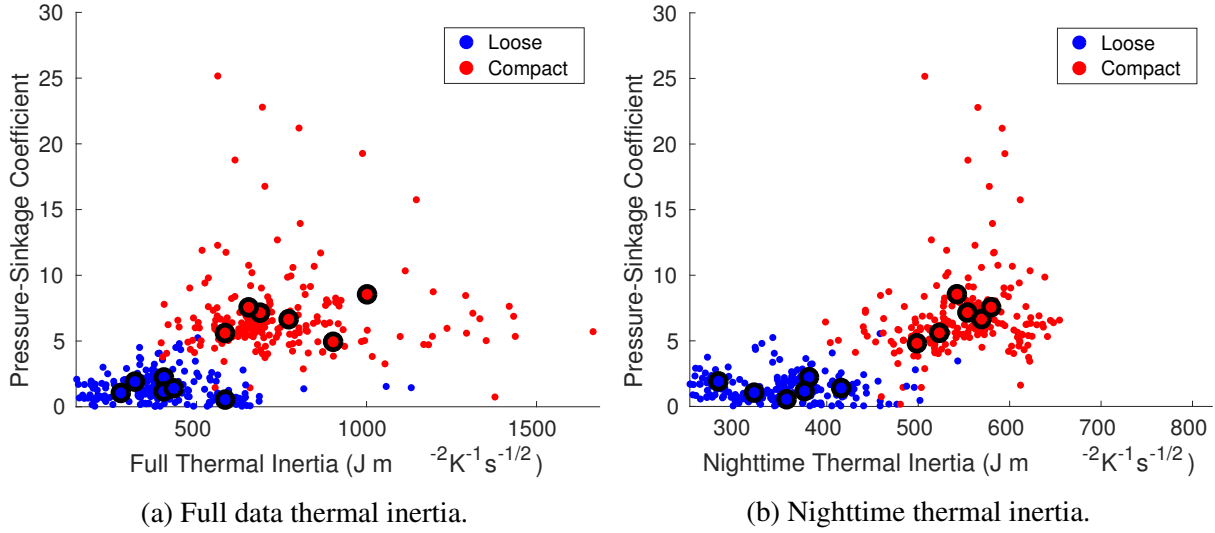 30
25
20
15
10
5
0
Pressure-Sinkage Coefficient
Loose
Compact
500 1000 1500
Full Thermal Inertia (J m -2K-1s-1/2)
(a) Full data thermal inertia.
30
25
20
15
10
5
0
Pressure-Sinkage Coefficient
Loose
Compact
300 400 500 600 700 800
Nighttime Thermal Inertia (J m -2K-1s-1/2)
(b) Nighttime thermal inertia.